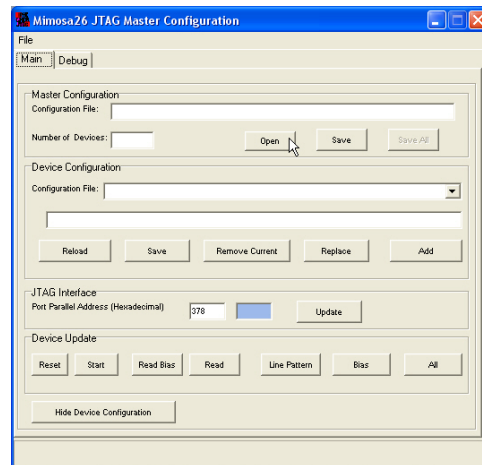 Mimosa26 JTAG Master Configuration
File
Main Debug
Master Configuration
Configuration File:
Number of Devices: Open Save Save All
Device Configuration
Configuration File:
Reload Save Remove Current Replace Add
JTAG Interface
Port Parallel Address (Hexadecimal) 378 Update
Device Update
Reset Start Read Bias Read Line Pattern Bias All
Hide Device Configuration